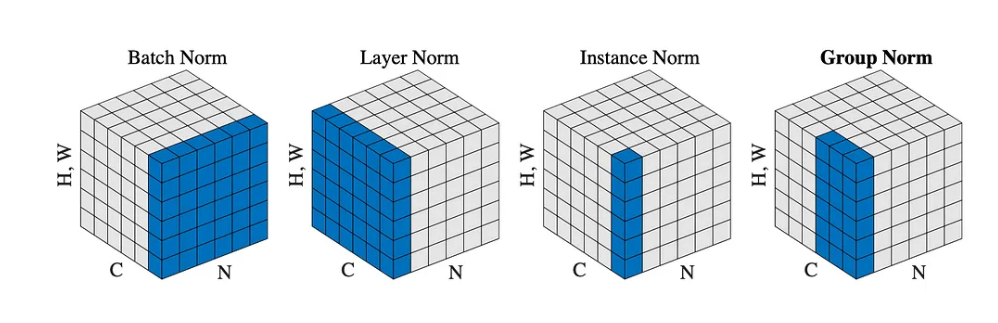 Batch Norm
Layer Norm
Instance Norm
Group Norm
H, W
C
N
H, W
C
N
H, W
C
N
H, W
C
N